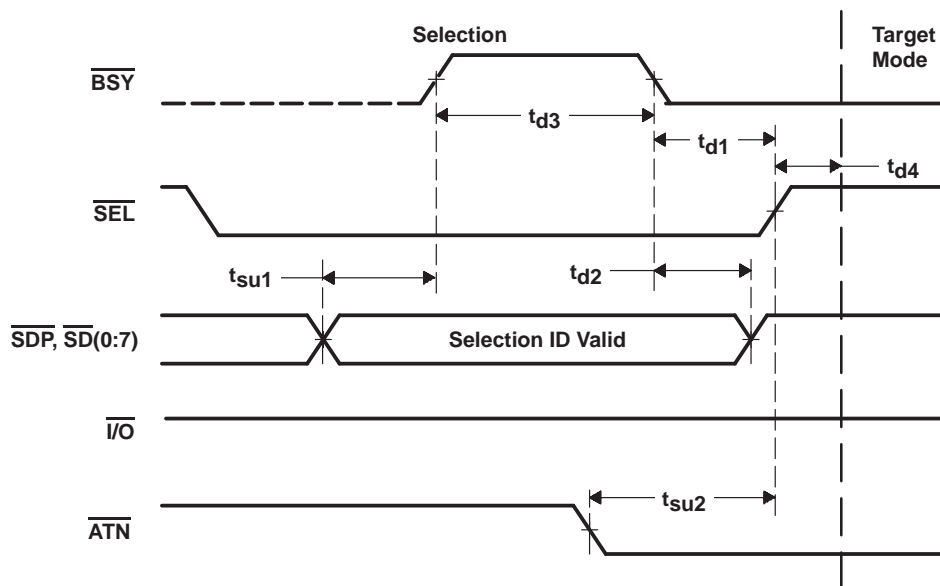 Selection
Target
Mode
BSY
td3
td1
td4
SEL
tsu1
td2
SDP, SD(0:7)
Selection ID Valid
I/O
tsu2
ATN